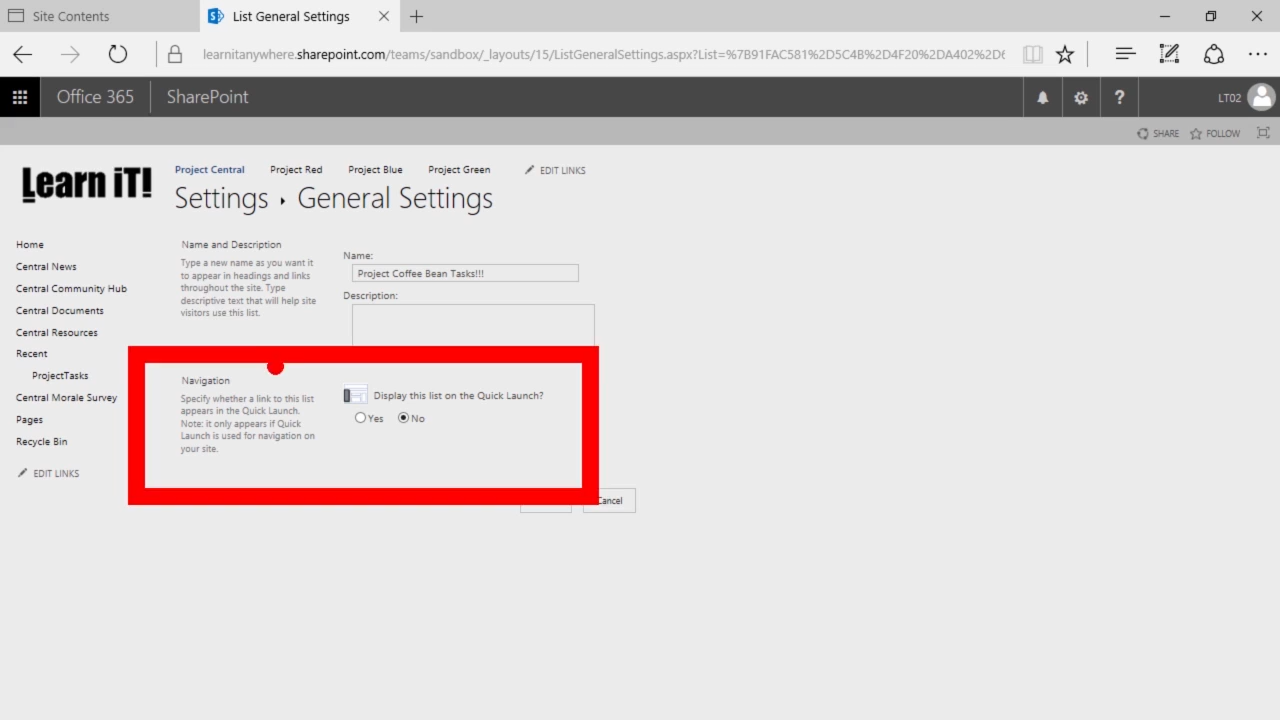 Site Contents
List General Settings
learnitanywhere.sharepoint.com/teams/sandbox/_layouts/15/ListGeneralSettings.aspx?List=%7B91FAC581%2D5C4B%2D4F20%2DA402%2D6
Office 365
SharePoint
?
LT02
SHARE
FOLLOW
Learn iT!
Project Central
Project Red
Project Blue
Project Green
EDIT LINKS
Settings ▸ General Settings
Home
Central News
Central Community Hub
Central Documents
Central Resources
Recent
ProjectTasks
Central Morale Survey
Pages
Recycle Bin
EDIT LINKS
Name and Description
Type a new name as you want it
to appear in headings and links
throughout the site. Type
descriptive text that will help site
visitors use this list.
Name:
Project Coffee Bean Tasks!!!
Description:
Navigation
Specify whether a link to this list
appears in the Quick Launch.
Note: it only appears if Quick
Launch is used for navigation on
your site.
Display this list on the Quick Launch?
Yes
No
Cancel